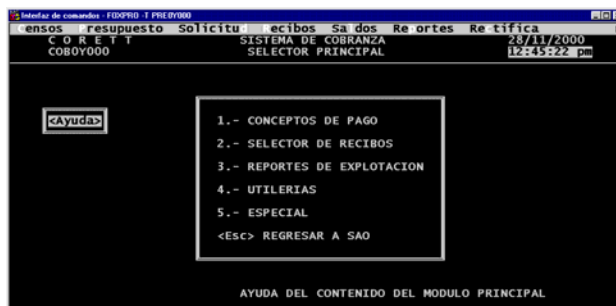 Interfaz de comandos - FOXPRO -T PRE0Y000
ensos resupuesto Solicitu ecibos Sa dos Re ortes Re tifica
C O R E T T SISTEMA DE COBRANZA 28/11/2000
COB0Y000 SELECTOR PRINCIPAL 12:45:22 pm
<Ayuda>
1.- CONCEPTOS DE PAGO
2.- SELECTOR DE RECIBOS
3.- REPORTES DE EXPLOTACION
4.- UTILERIAS
5.- ESPECIAL
<Esc> REGRESAR A SAO
AYUDA DEL CONTENIDO DEL MODULO PRINCIPAL